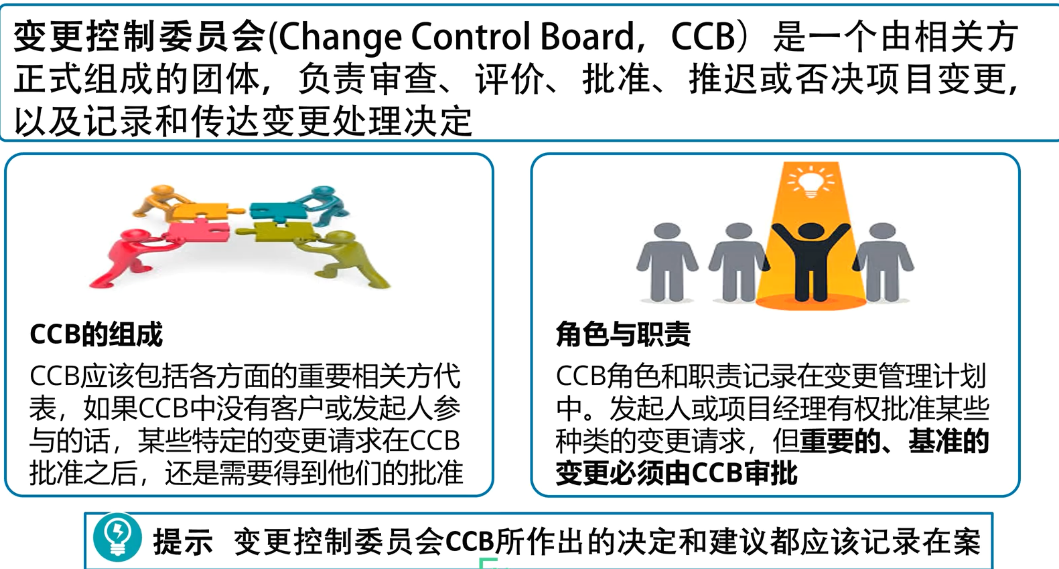 变更控制委员会(Change Control Board，CCB）是一个由相关方
正式组成的团体，负责审查、评价、批准、推迟或否决项目变更，
以及记录和传达变更处理决定
CCB的组成
CCB应该包括各方面的重要相关方代
表，如果CCB中没有客户或发起人参
与的话，某些特定的变更请求在CCB
批准之后，还是需要得到他们的批准
角色与职责
CCB角色和职责记录在变更管理计划
中。发起人或项目经理有权批准某些
种类的变更请求，但重要的、基准的
变更必须由CCB审批
提示 变更控制委员会CCB所作出的决定和建议都应该记录在案